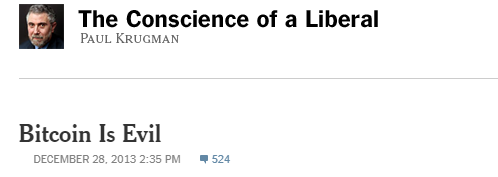 The Conscience of a Liberal
PAUL KRUGMAN
Bitcoin Is Evil
DECEMBER 28, 2013 2:35 PM 524